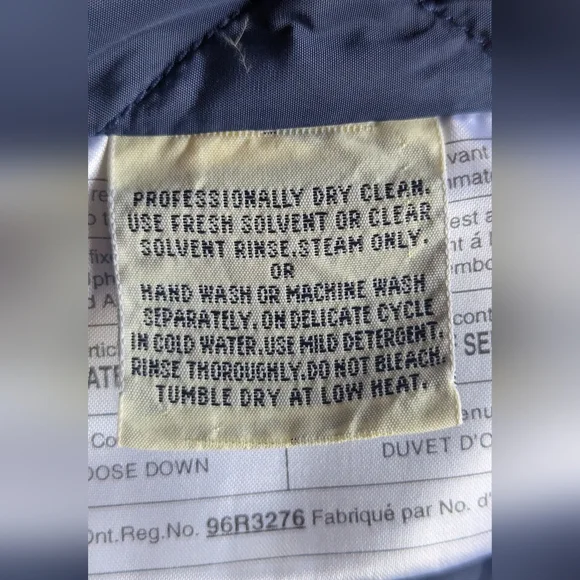 PROFESSIONALLY DRY CLEAN.
USE FRESH SOLVENT OR CLEAR
SOLVENT RINSE.STEAM ONLY.
OR
HAND WASH OR MACHINE WASH
SEPARATELY. ON DELICATE CYCLE
IN COLD WATER.USE MILD DETERGENT.
RINSE THOROUGHLY.DO NOT BLEACH.
TUMBLE DRY AT LOW HEAT.
vant
est a
OOSE DOWN
DUVET D'O
Ont.Reg.No. 96R3276 Fabriqué par No. d'